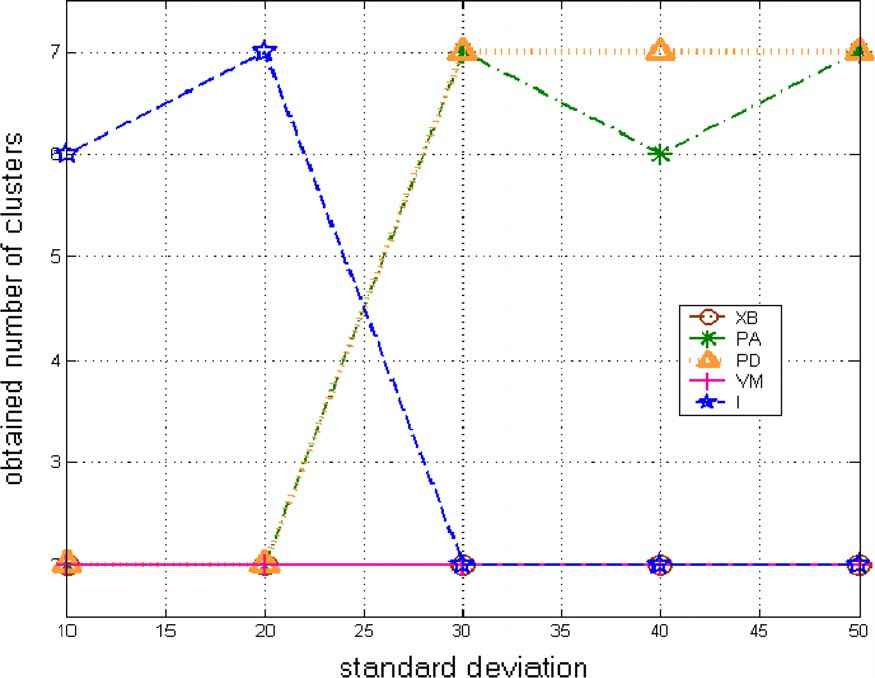 7
6
5
4
3
2
obtained number of clusters
10 15 20 25 30 35 40 45 50
standard deviation
XB
PA
PD
VM
I